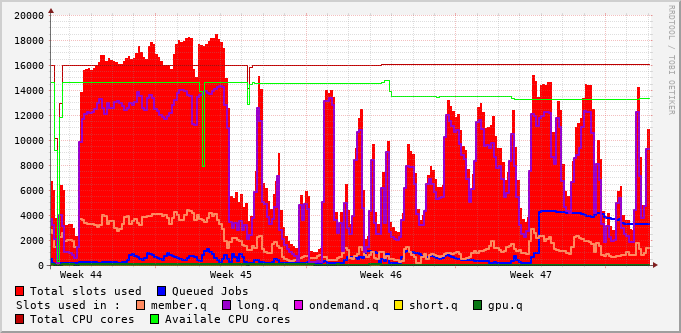 20000
18000
16000
14000
12000
10000
8000
6000
4000
2000
0
Week 44 Week 45 Week 46 Week 47
Total slots used Queued Jobs
Slots used in : member.q long.q ondemand.q short.q gpu.q
Total CPU cores Availale CPU cores
RRDTOOL / TOBI OETIKER